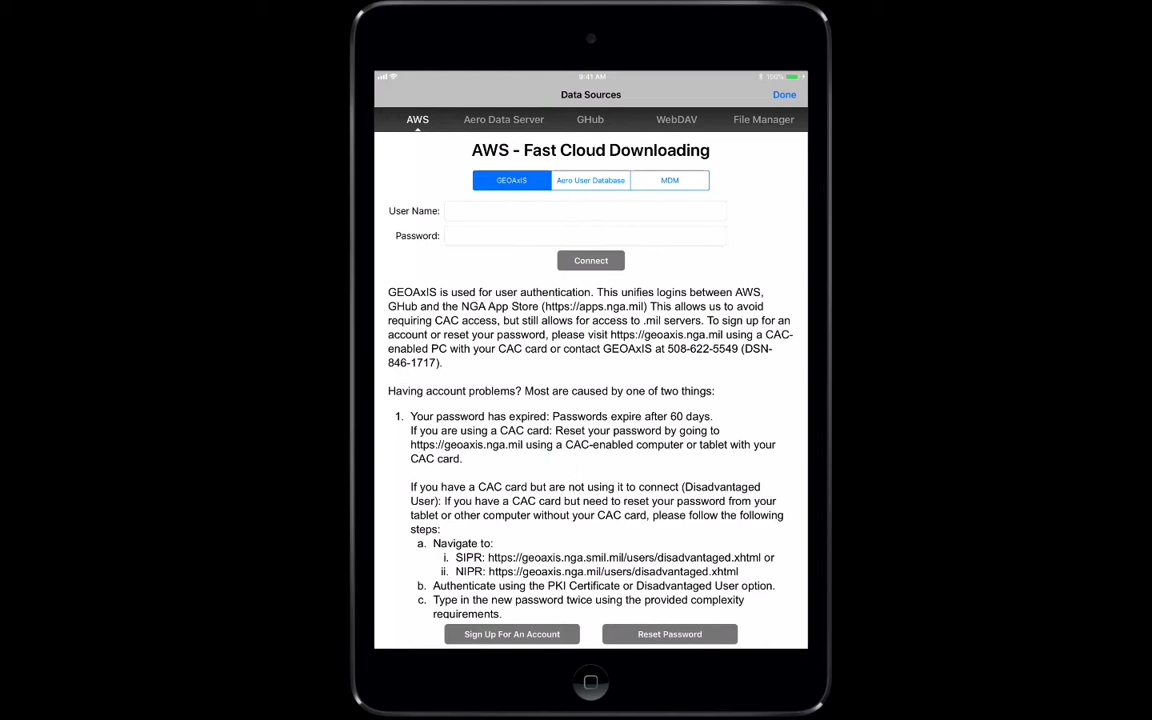 9:41 AM
100%
Data Sources
Done
AWS
Aero Data Server
GHub
WebDAV
File Manager
AWS - Fast Cloud Downloading
GEOAxIS
Aero User Database
MDM
User Name:
Password:
Connect
GEOAxIS is used for user authentication. This unifies logins between AWS,
GHub and the NGA App Store (https://apps.nga.mil) This allows us to avoid
requiring CAC access, but still allows for access to .mil servers. To sign up for an
account or reset your password, please visit https://geoaxis.nga.mil using a CAC-
enabled PC with your CAC card or contact GEOAxIS at 508-622-5549 (DSN-
846-1717).
Having account problems? Most are caused by one of two things:
1. Your password has expired: Passwords expire after 60 days.
If you are using a CAC card: Reset your password by going to
https://geoaxis.nga.mil using a CAC-enabled computer or tablet with your
CAC card.
If you have a CAC card but are not using it to connect (Disadvantaged
User): If you have a CAC card but need to reset your password from your
tablet or other computer without your CAC card, please follow the following
steps:
a. Navigate to:
i. SIPR: https://geoaxis.nga.smil.mil/users/disadvantaged.xhtml or
ii. NIPR: https://geoaxis.nga.mil/users/disadvantaged.xhtml
b. Authenticate using the PKI Certificate or Disadvantaged User option.
c. Type in the new password twice using the provided complexity
requirements.
Sign Up For An Account
Reset Password